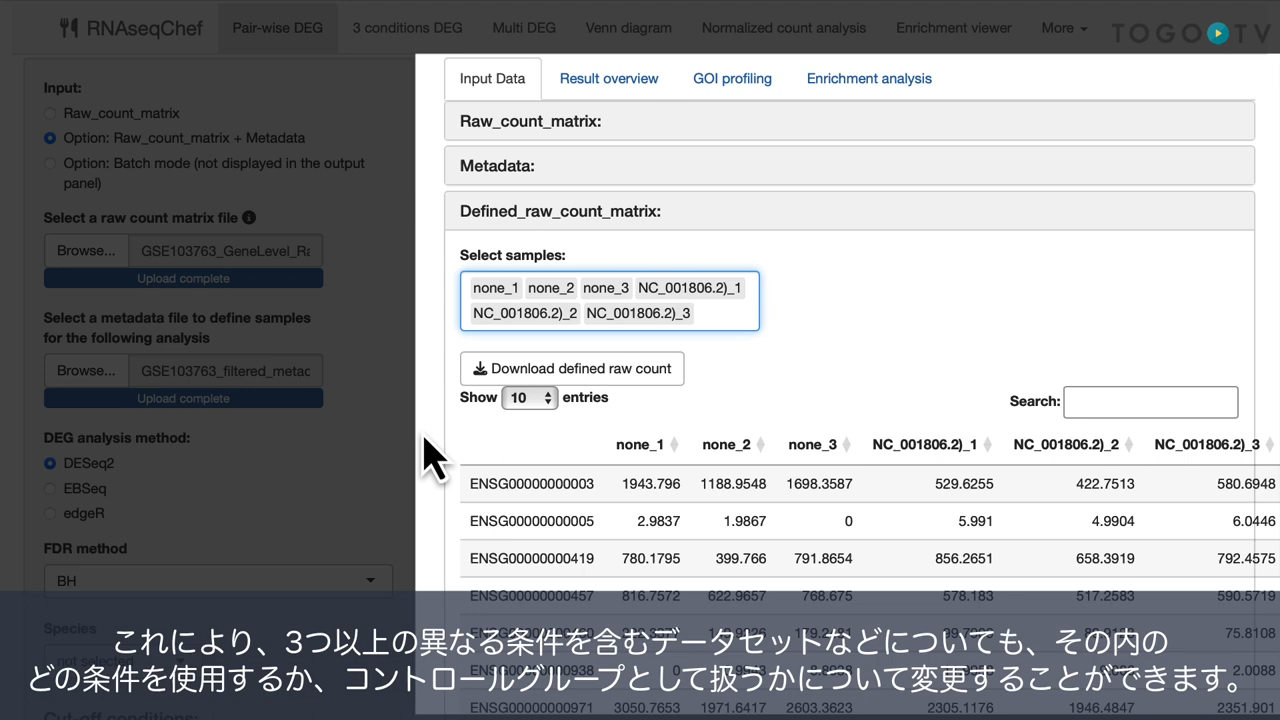 RNAseqChef Pair-wise DEG 3 conditions DEG Multi DEG Venn diagram Normalized count analysis Enrichment viewer More TOGO TV
Input:
Raw_count_matrix
Option: Raw_count_matrix + Metadata
Option: Batch mode (not displayed in the output
panel)
Select a raw count matrix file
Browse... GSE103763_GeneLevel_Ra
Upload complete
Select a metadata file to define samples
for the following analysis
Browse... GSE103763_filtered_metac
Upload complete
DEG analysis method:
DESeq2
EBSeq
edgeR
FDR method
BH
Species
not selected
Cut-off conditions:
Input Data Result overview GOI profiling Enrichment analysis
Raw_count_matrix:
Metadata:
Defined_raw_count_matrix:
Select samples:
none_1 none_2 none_3 NC_001806.2)_1
NC_001806.2)_2 NC_001806.2)_3
Download defined raw count
Show 10 entries
Search:
none_1 none_2 none_3 NC_001806.2)_1 NC_001806.2)_2 NC_001806.2)_3
ENSG00000000003 1943.796 1188.9548 1698.3587 529.6255 422.7513 580.6948
ENSG00000000005 2.9837 1.9867 0 5.991 4.9904 6.0446
ENSG00000000419 780.1795 399.766 791.8654 856.2651 658.3919 792.4575
ENSG00000000457 816.7572 622.9657 768.675 578.183 517.2583 590.5719
75.8108
2.0088
ENSG00000000971 3050.7653 1971.6417 2603.3623 2305.1176 1946.4847 2351.901
これにより、3つ以上の異なる条件を含むデータセットなどについても、その内の
どの条件を使用するか、コントロールグループとして扱うかについて変更することができます。